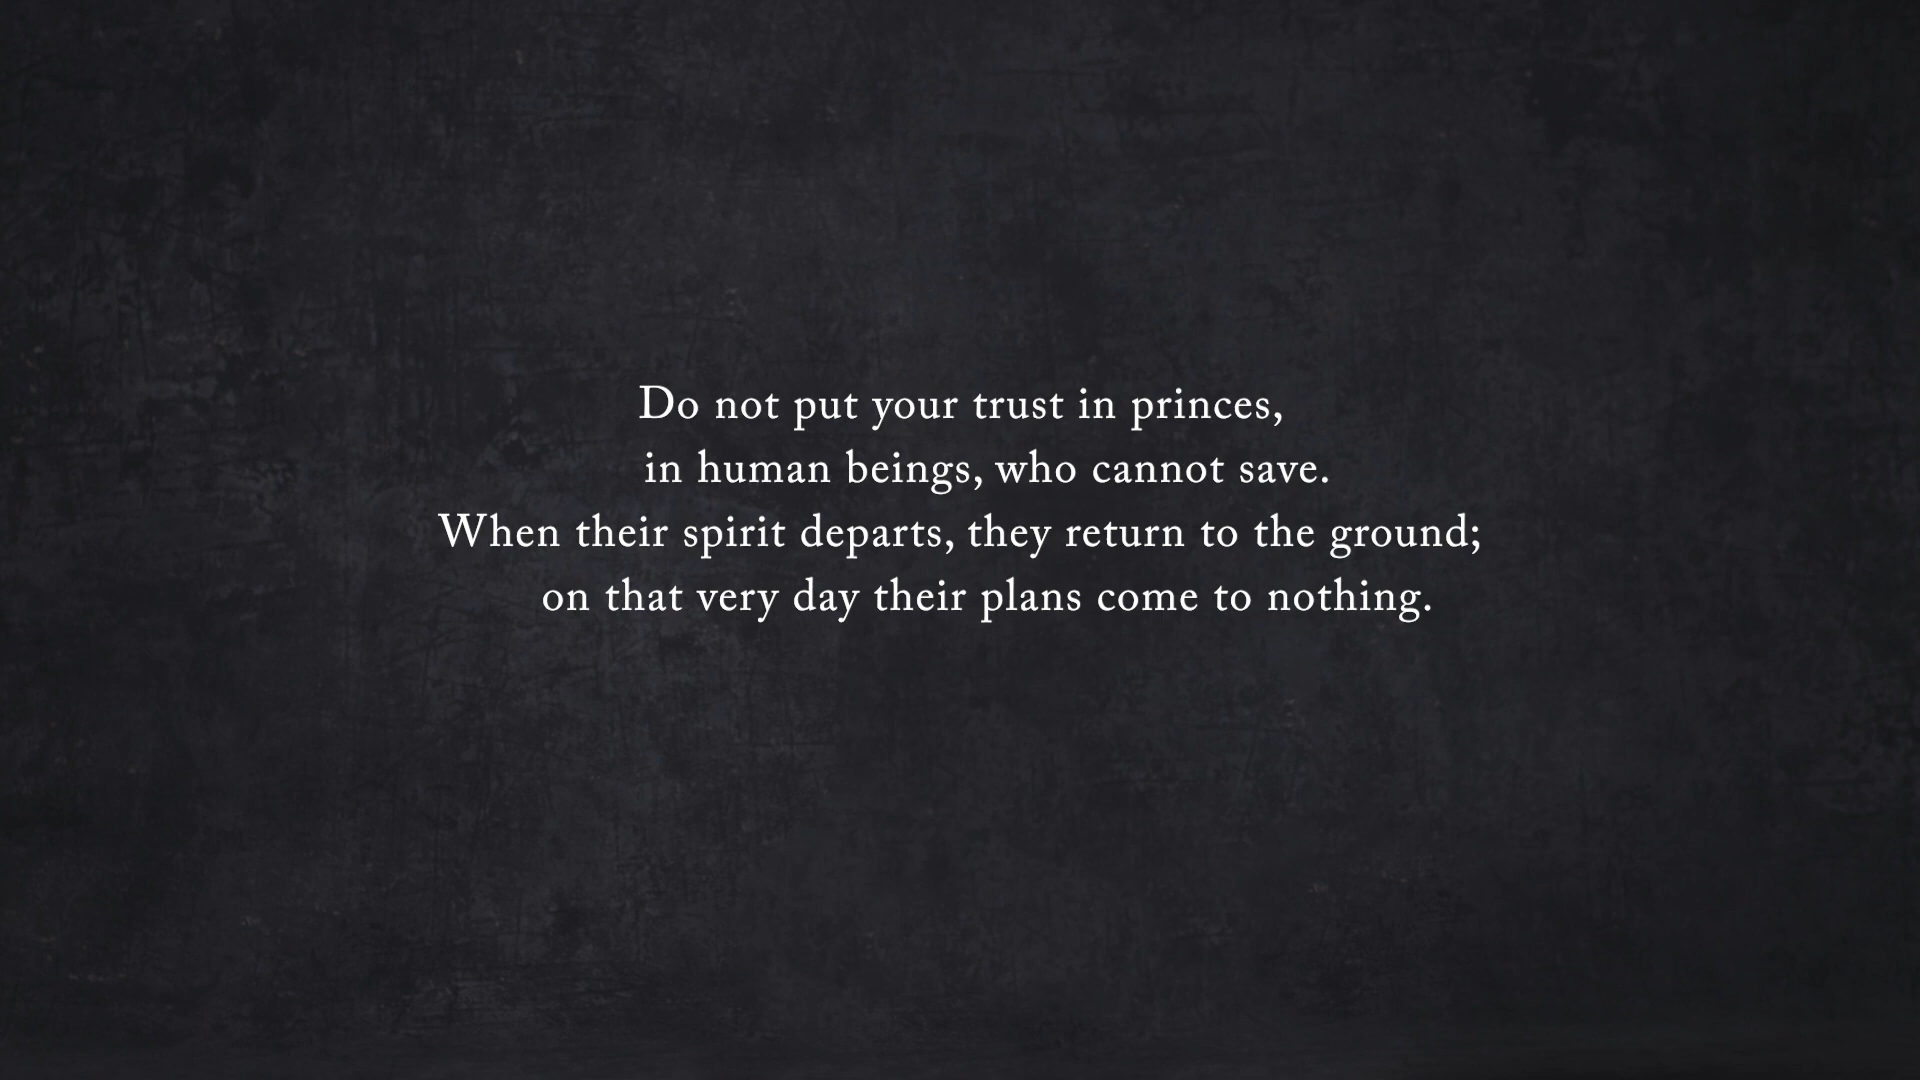 Do not put your trust in princes,
in human beings, who cannot save.
When their spirit departs, they return to the ground;
on that very day their plans come to nothing.